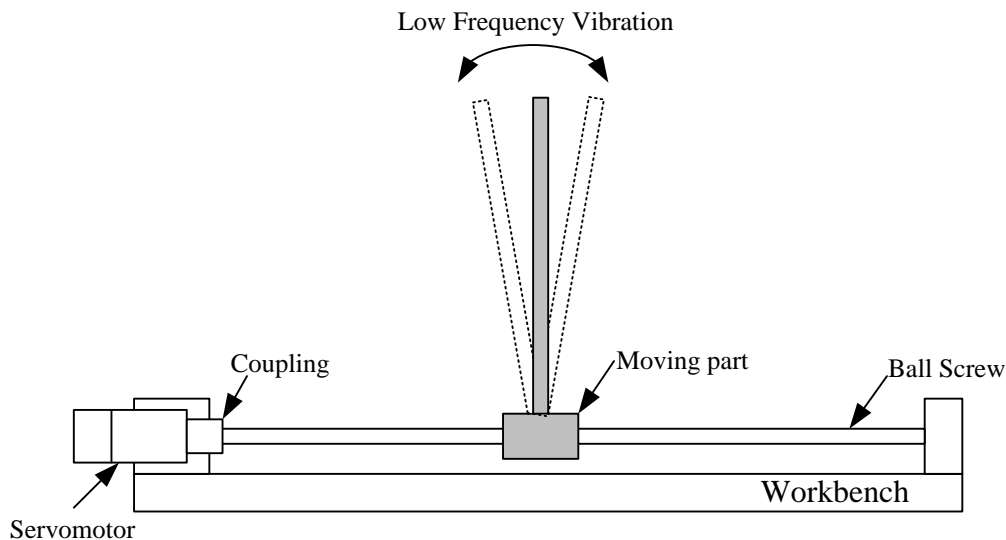 Low Frequency Vibration
Coupling
Moving part
Ball Screw
Workbench
Servomotor